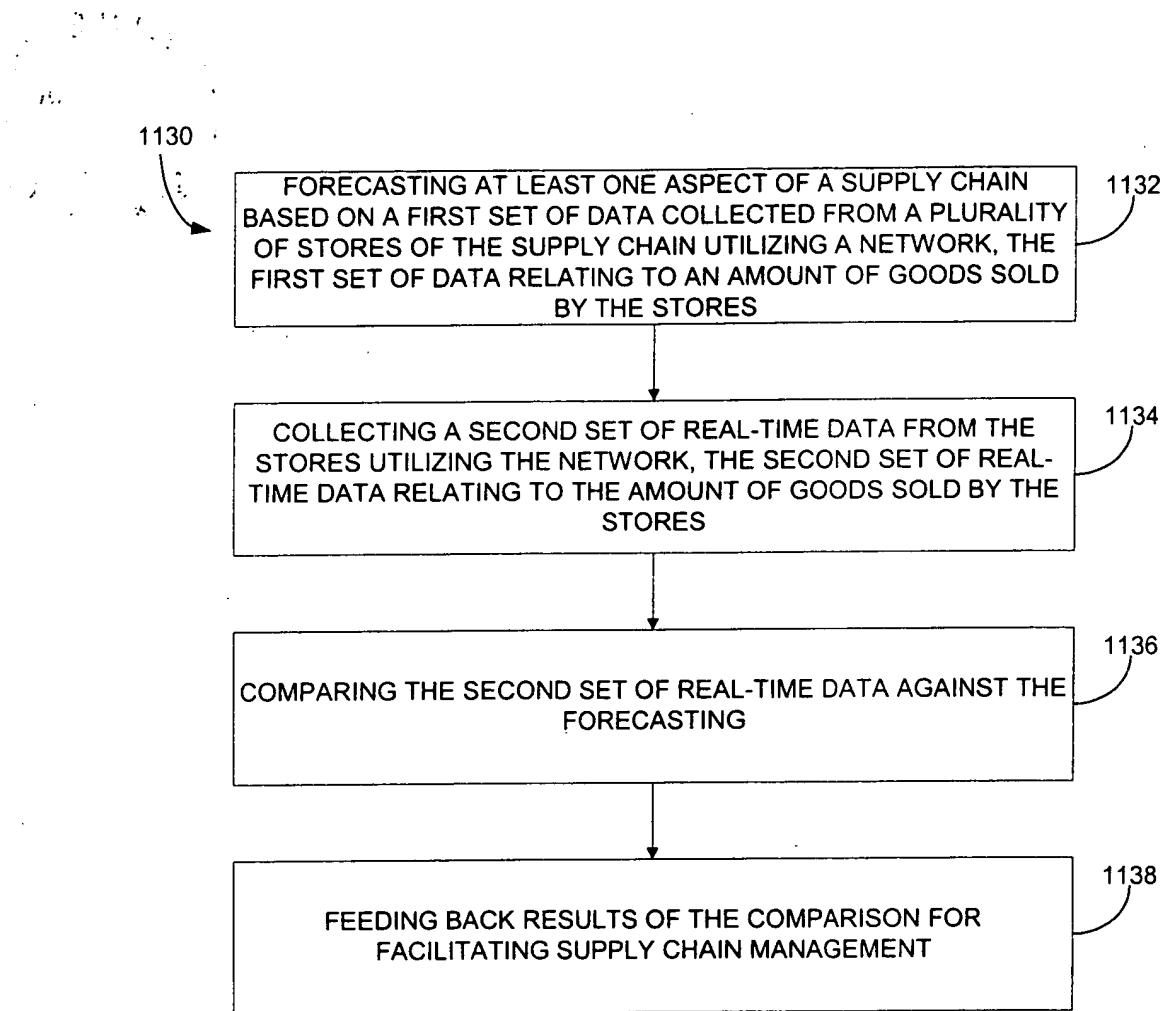 1130
1132
FORECASTING AT LEAST ONE ASPECT OF A SUPPLY CHAIN
BASED ON A FIRST SET OF DATA COLLECTED FROM A PLURALITY
OF STORES OF THE SUPPLY CHAIN UTILIZING A NETWORK, THE
FIRST SET OF DATA RELATING TO AN AMOUNT OF GOODS SOLD
BY THE STORES
1134
COLLECTING A SECOND SET OF REAL-TIME DATA FROM THE
STORES UTILIZING THE NETWORK, THE SECOND SET OF REAL-
TIME DATA RELATING TO THE AMOUNT OF GOODS SOLD BY THE
STORES
1136
COMPARING THE SECOND SET OF REAL-TIME DATA AGAINST THE
FORECASTING
1138
FEEDING BACK RESULTS OF THE COMPARISON FOR
FACILITATING SUPPLY CHAIN MANAGEMENT